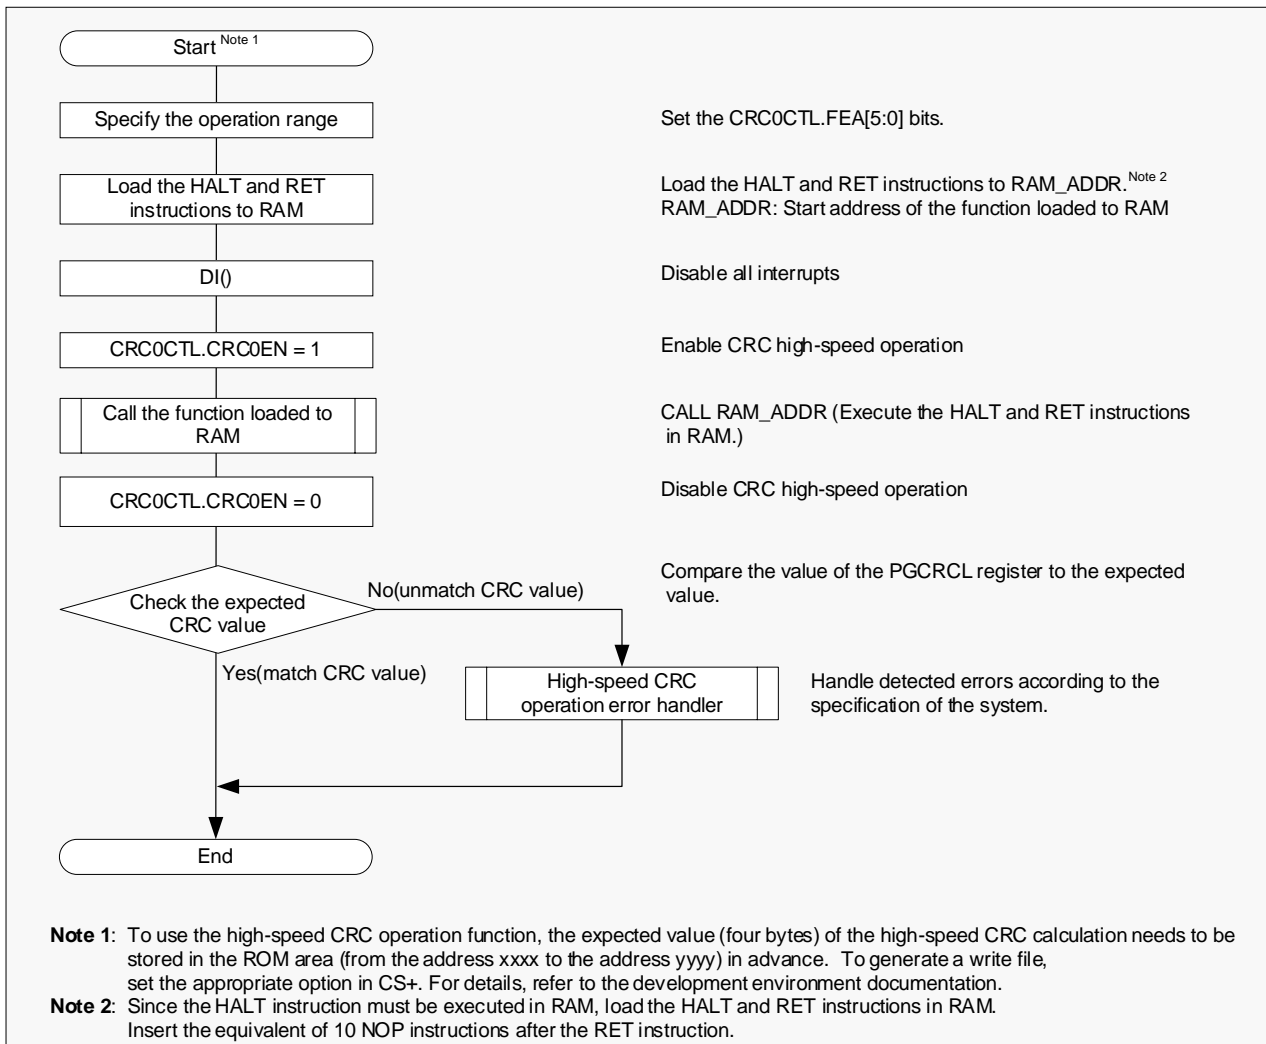 Start Note 1
Specify the operation range
Set the CRC0CTL.FEA[5:0] bits.
Load the HALT and RET
instructions to RAM
Load the HALT and RET instructions to RAM_ADDR.Note 2
RAM_ADDR: Start address of the function loaded to RAM
DI()
Disable all interrupts
CRC0CTL.CRC0EN = 1
Enable CRC high-speed operation
Call the function loaded to
RAM
CALL RAM_ADDR (Execute the HALT and RET instructions
in RAM.)
CRC0CTL.CRC0EN = 0
Disable CRC high-speed operation
Check the expected
CRC value
No(unmatch CRC value)
Compare the value of the PGCRCL register to the expected
value.
Yes(match CRC value)
High-speed CRC
operation error handler
Handle detected errors according to the
specification of the system.
End
Note 1: To use the high-speed CRC operation function, the expected value (four bytes) of the high-speed CRC calculation needs to be
stored in the ROM area (from the address xxxx to the address yyyy) in advance. To generate a write file,
set the appropriate option in CS+. For details, refer to the development environment documentation.
Note 2: Since the HALT instruction must be executed in RAM, load the HALT and RET instructions in RAM.
Insert the equivalent of 10 NOP instructions after the RET instruction.